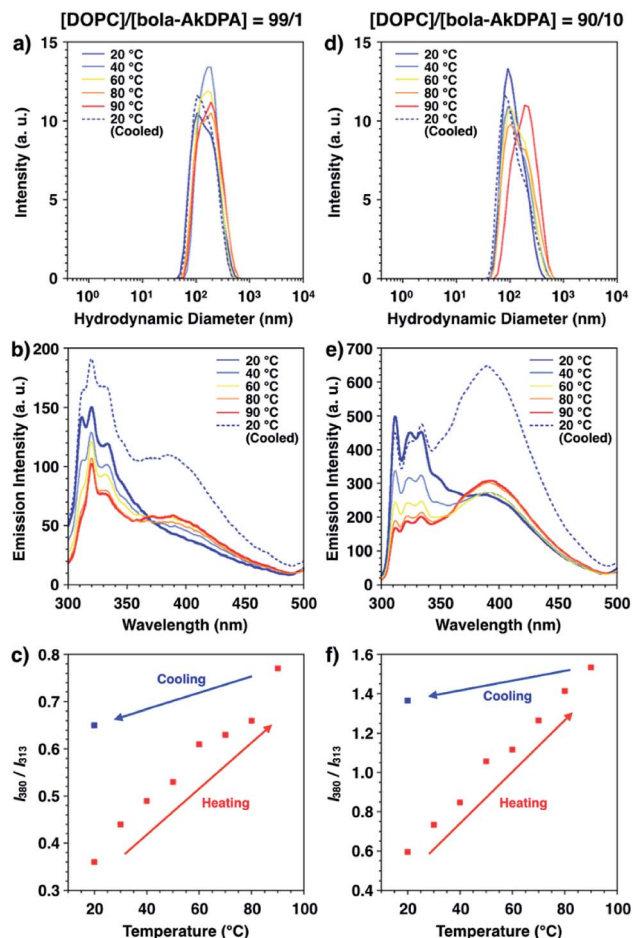 [DOPC]/[bola-AkDPA] = 99/1
a)
15
10
5
0
Intensity (a. u.)
20 °C
40 °C
60 °C
80 °C
90 °C
20 °C
(Cooled)
10⁰ 10¹ 10² 10³ 10⁴
Hydrodynamic Diameter (nm)
b)
200
150
100
50
0
Emission Intensity (a. u.)
20 °C
40 °C
60 °C
80 °C
90 °C
20 °C
(Cooled)
300 350 400 450 500
Wavelength (nm)
c)
0.8
0.7
0.6
0.5
0.4
0.3
I₃₈₀ / I₃₁₃
Cooling
Heating
20 40 60 80 100
Temperature (°C)
[DOPC]/[bola-AkDPA] = 90/10
d)
15
10
5
0
Intensity (a. u.)
20 °C
40 °C
60 °C
80 °C
90 °C
20 °C
(Cooled)
10⁰ 10¹ 10² 10³ 10⁴
Hydrodynamic Diameter (nm)
e)
700
600
500
400
300
200
100
0
Emission Intensity (a. u.)
20 °C
40 °C
60 °C
80 °C
90 °C
20 °C
(Cooled)
300 350 400 450 500
Wavelength (nm)
f)
1.6
1.4
1.2
1.0
0.8
0.6
0.4
I₃₈₀ / I₃₁₃
Cooling
Heating
20 40 60 80 100
Temperature (°C)